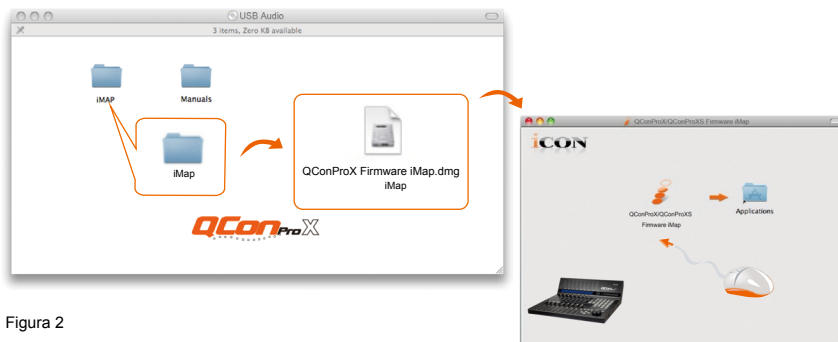 USB Audio
3 items, Zero KB available
iMAP
Manuals
iMap
QConProX Firmware iMap.dmg
iMap
QConProX
QConProX/QConProXS Firmware iMap
iCON
QConProX/QConProXS
Firmware iMap
Applications
Figura 2